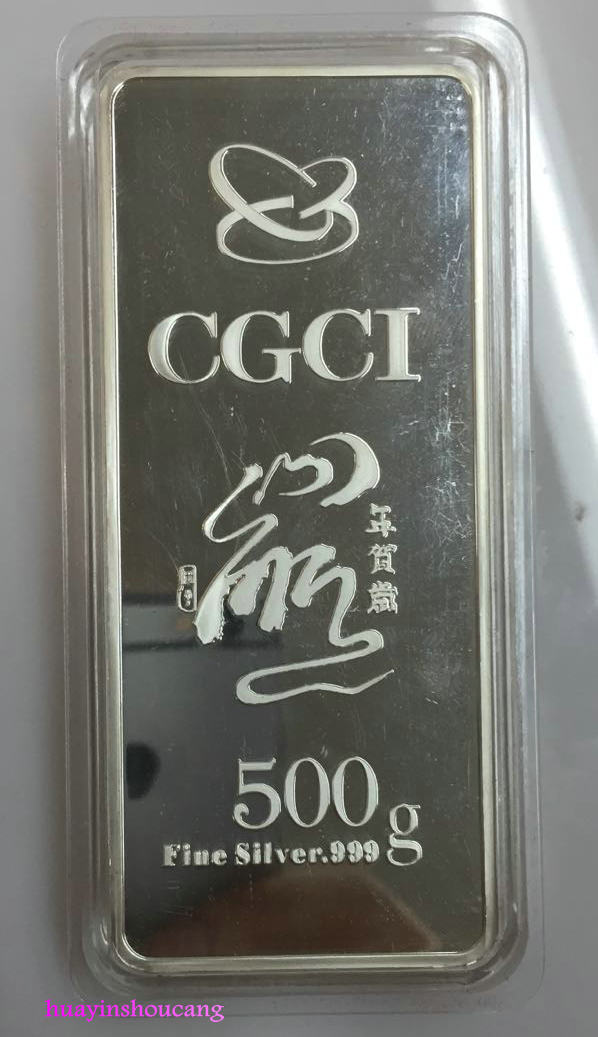 CGCI
年賀歲
500g
Fine Silver.999
huayinshoucang